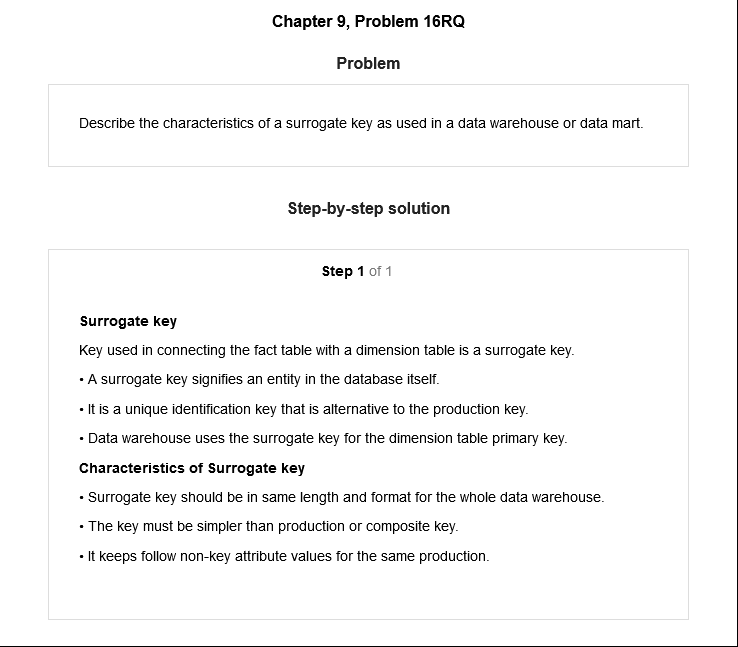 Chapter 9, Problem 16RQ
Problem
Describe the characteristics of a surrogate key as used in a data warehouse or data mart.
Step-by-step solution
Step 1 of 1
Surrogate key
Key used in connecting the fact table with a dimension table is a surrogate key.
• A surrogate key signifies an entity in the database itself.
• It is a unique identification key that is alternative to the production key.
• Data warehouse uses the surrogate key for the dimension table primary key.
Characteristics of Surrogate key
• Surrogate key should be in same length and format for the whole data warehouse.
• The key must be simpler than production or composite key.
• It keeps follow non-key attribute values for the same production.